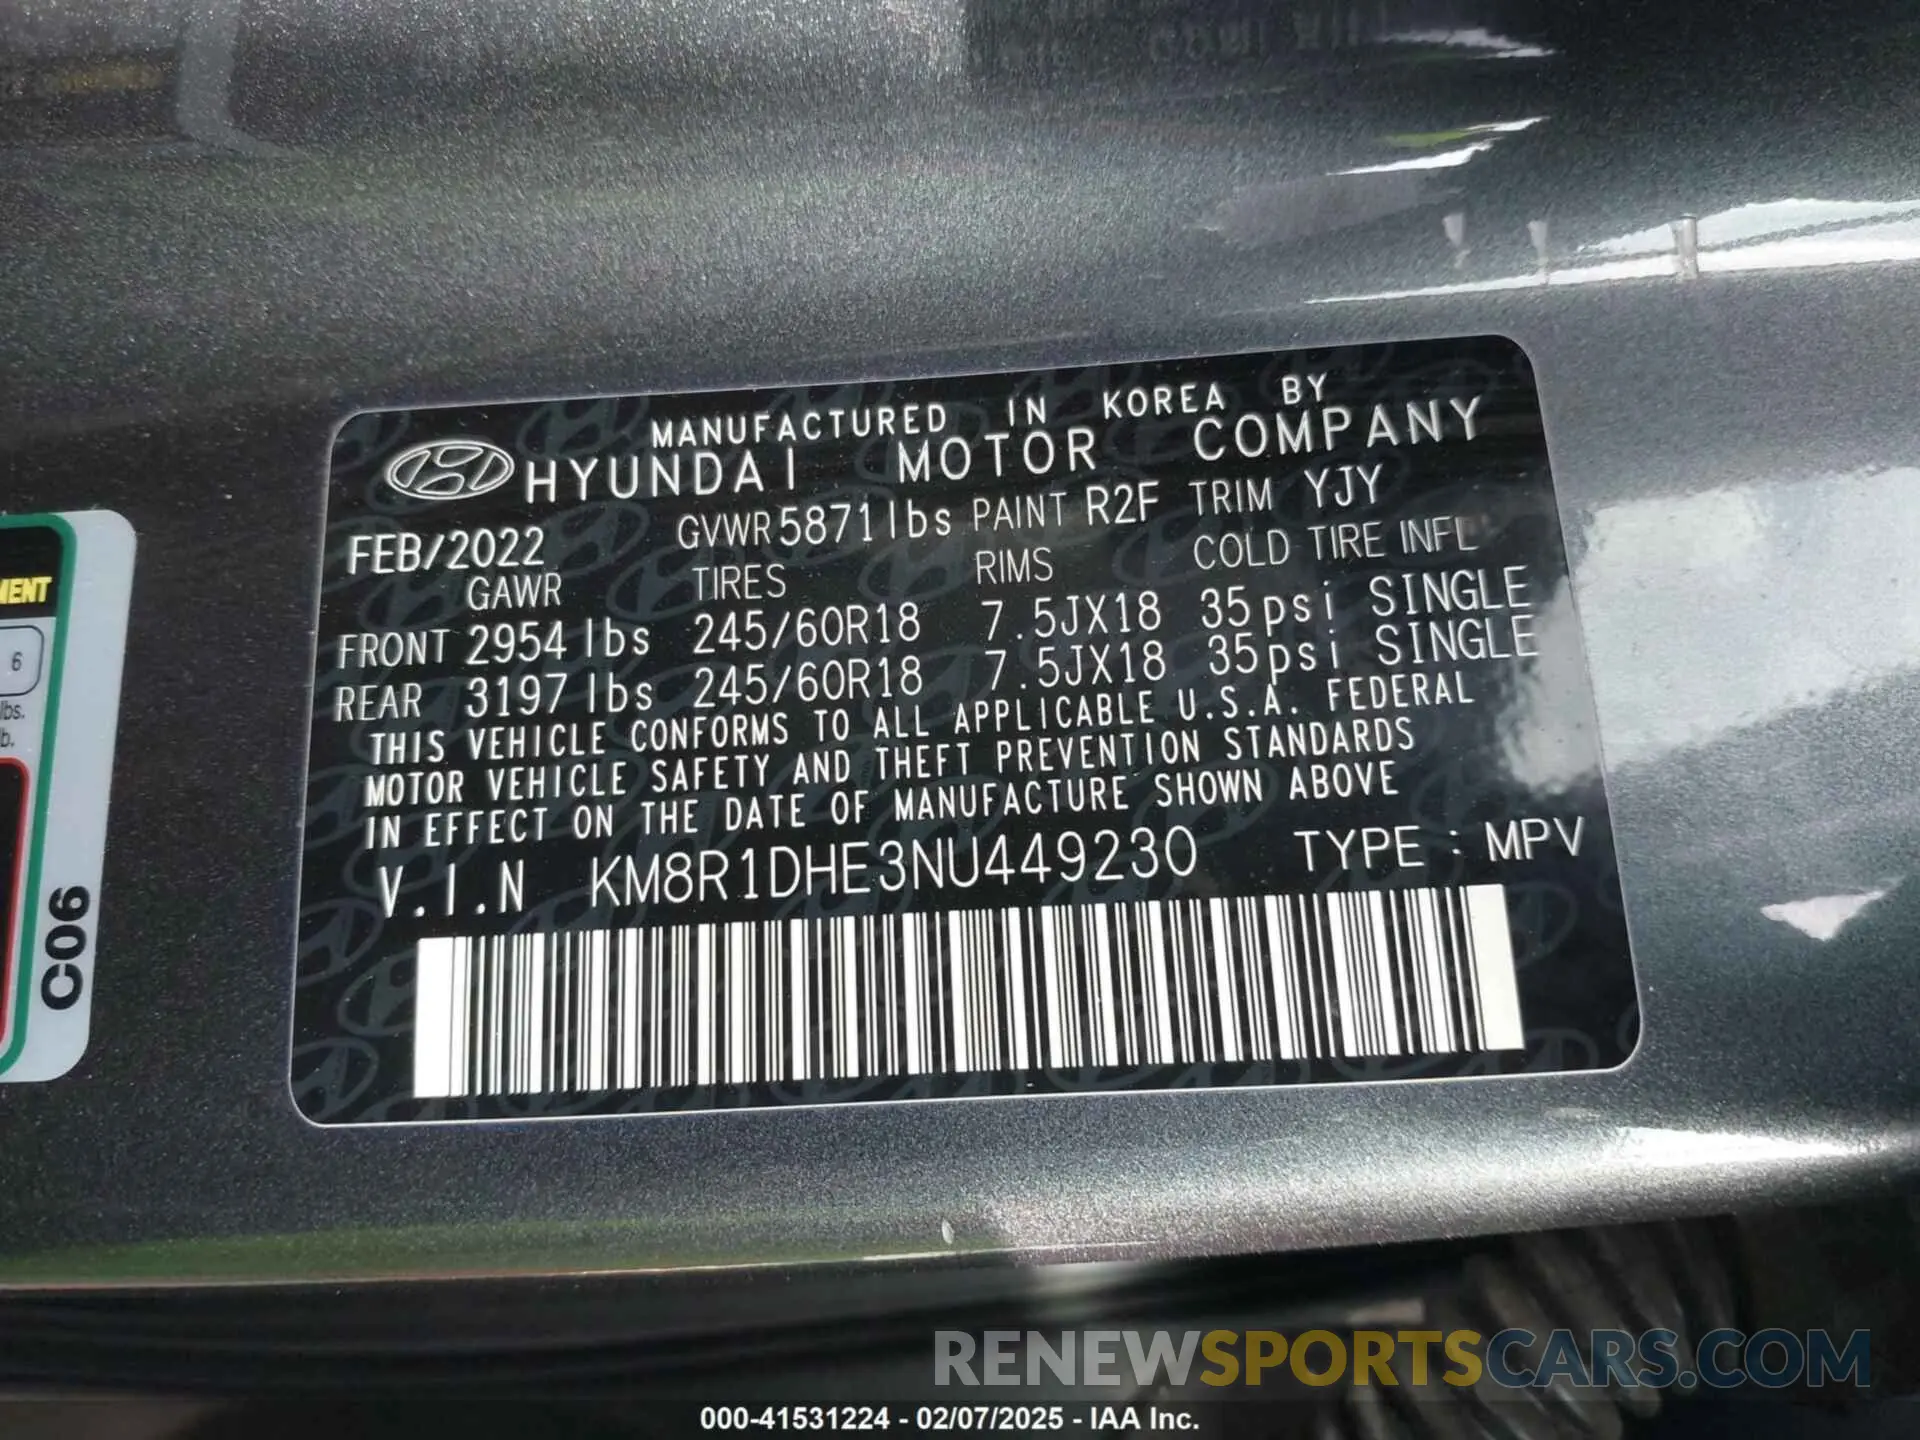 MANUFACTURED IN KOREA BY
HYUNDAI MOTOR COMPANY
FEB/2022 GVWR 5871lbs PAINT R2F TRIM YJY
GAWR TIRES RIMS COLD TIRE INFL
FRONT 2954 lbs 245/60R18 7.5JX18 35psi SINGLE
REAR 3197 lbs 245/60R18 7.5JX18 35psi SINGLE
THIS VEHICLE CONFORMS TO ALL APPLICABLE U.S.A. FEDERAL
MOTOR VEHICLE SAFETY AND THEFT PREVENTION STANDARDS
IN EFFECT ON THE DATE OF MANUFACTURE SHOWN ABOVE
V.I.N KM8R1DHE3NU449230 TYPE : MPV
6
lbs.
C06
RENEWSPORTSCARS.COM
000-41531224 - 02/07/2025 - IAA Inc.